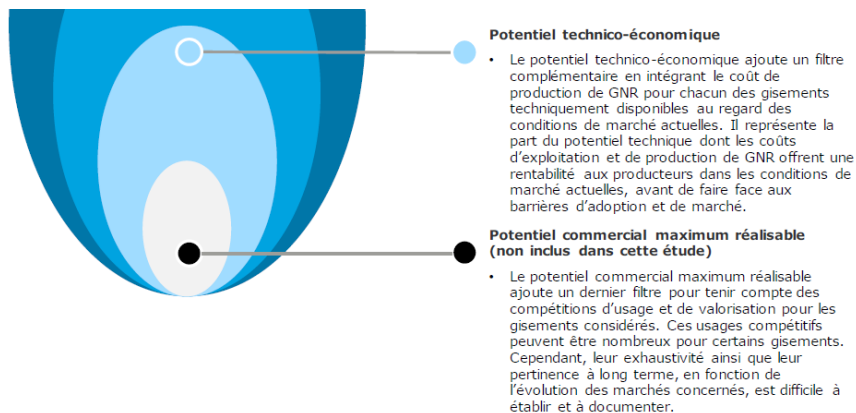 Potentiel technico-économique
• Le potentiel technico-économique ajoute un filtre
complémentaire en intégrant le coût de
production de GNR pour chacun des gisements
techniquement disponibles au regard des
conditions de marché actuelles. Il représente la
part du potentiel technique dont les coûts
d’exploitation et de production de GNR offrent une
rentabilité aux producteurs dans les conditions de
marché actuelles, avant de faire face aux
barrières d’adoption et de marché.
Potentiel commercial maximum réalisable
(non inclus dans cette étude)
• Le potentiel commercial maximum réalisable
ajoute un dernier filtre pour tenir compte des
compétitions d’usage et de valorisation pour les
gisements considérés. Ces usages compétitifs
peuvent être nombreux pour certains gisements.
Cependant, leur exhaustivité ainsi que leur
pertinence à long terme, en fonction de
l’évolution des marchés concernés, est difficile à
établir et à documenter.